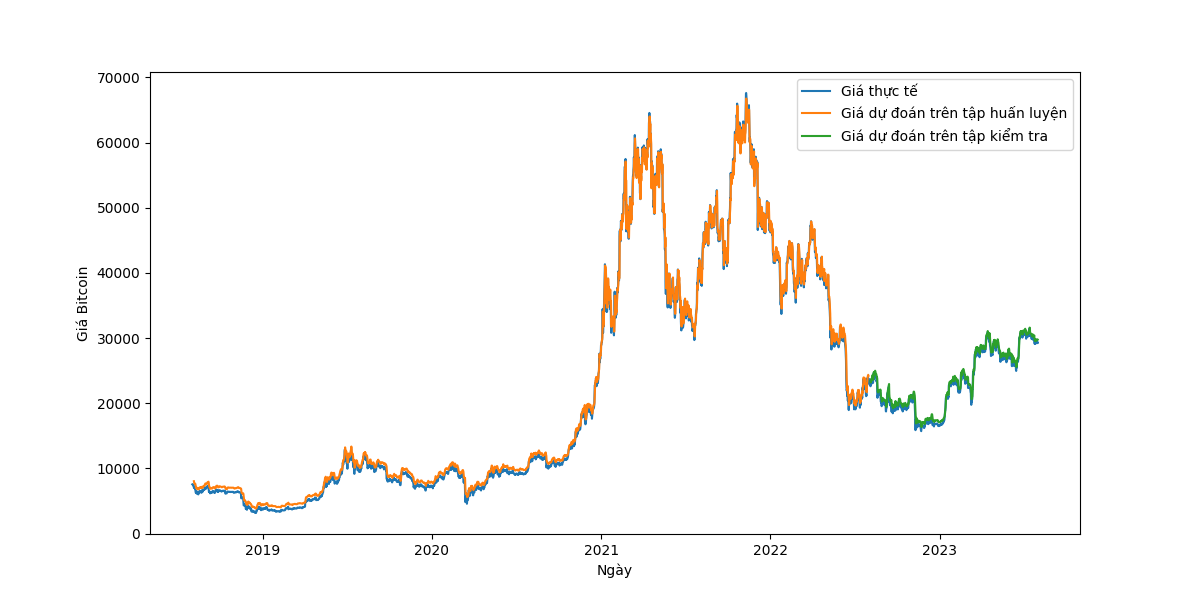 70000
60000
50000
40000
30000
20000
10000
0
Giá Bitcoin
2019 2020 2021 2022 2023
Ngày
Giá thực tế
Giá dự đoán trên tập huấn luyện
Giá dự đoán trên tập kiểm tra